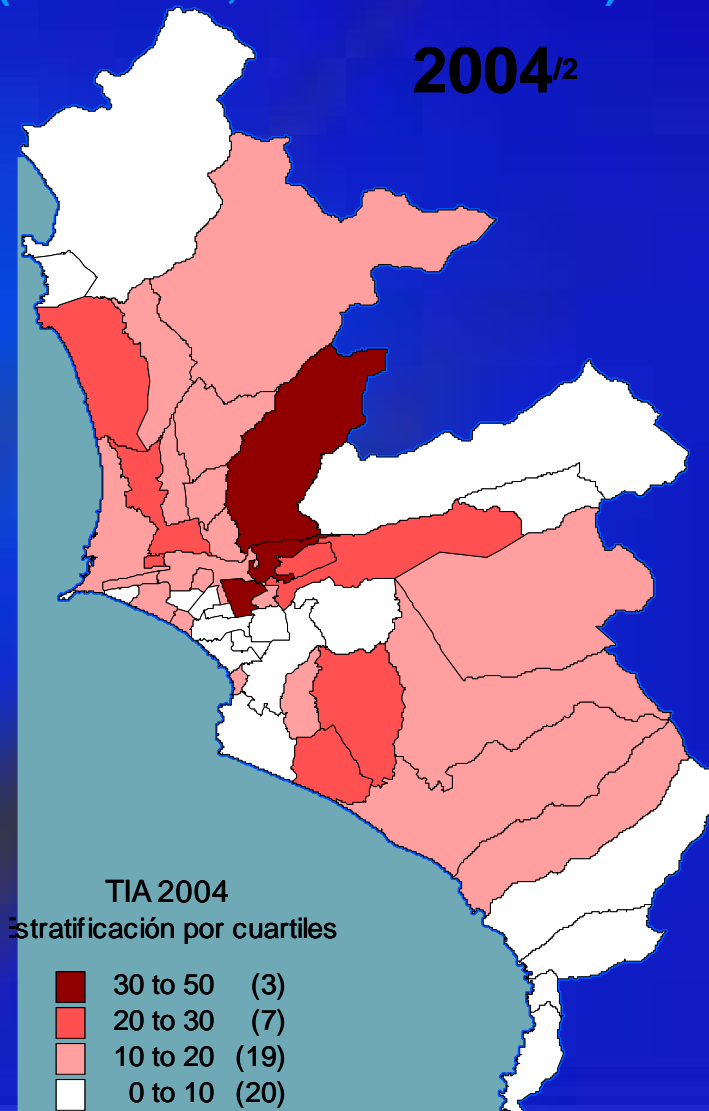 2004/2
TIA 2004
Estratificación por cuartiles
30 to 50 (3)
20 to 30 (7)
10 to 20 (19)
0 to 10 (20)